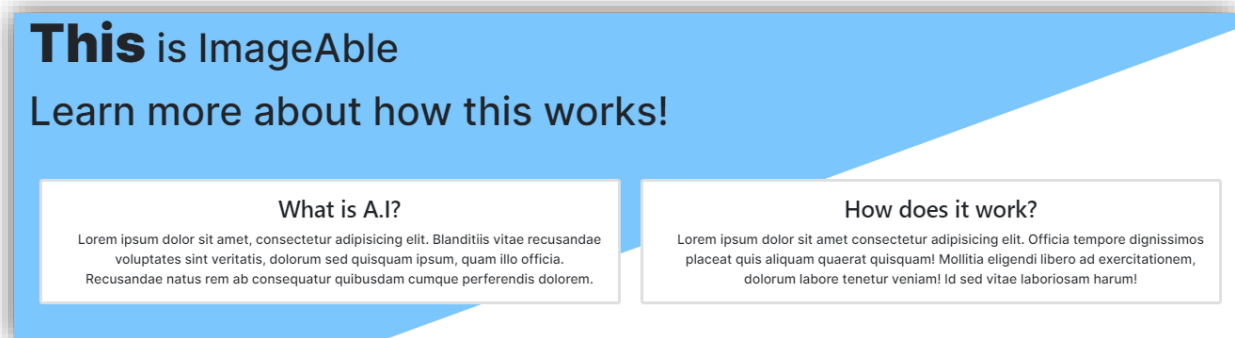 This is ImageAble
Learn more about how this works!
What is A.I?
Lorem ipsum dolor sit amet, consectetur adipisicing elit. Blanditiis vitae recusandae
voluptates sint veritatis, dolorum sed quisquam ipsum, quam illo officia.
Recusandae natus rem ab consequatur quibusdam cumque perferendis dolorem.
How does it work?
Lorem ipsum dolor sit amet consectetur adipisicing elit. Officia tempore dignissimos
placeat quis aliquam quaerat quisquam! Mollitia eligendi libero ad exercitationem,
dolorum labore tenetur veniam! Id sed vitae laboriosam harum!